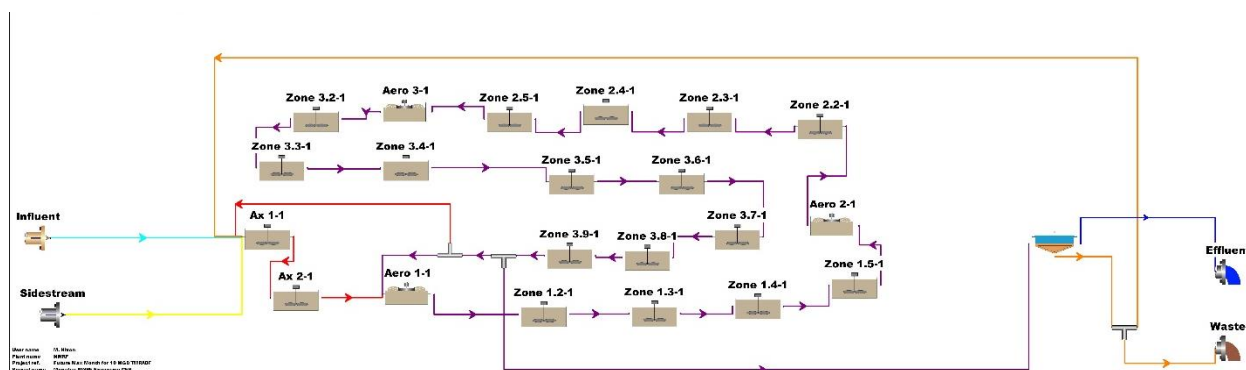 Zone 3.2-1
Aero 3-1
Zone 2.5-1
Zone 2.4-1
Zone 2.3-1
Zone 2.2-1
Zone 3.3-1
Zone 3.4-1
Zone 3.5-1
Zone 3.6-1
Influent
Ax 1-1
Zone 3.9-1
Zone 3.8-1
Zone 3.7-1
Aero 2-1
Effluen
Sidestream
Ax 2-1
Aero 1-1
Zone 1.2-1
Zone 1.3-1
Zone 1.4-1
Zone 1.5-1
Waste
User name
Plant name
Project ref.